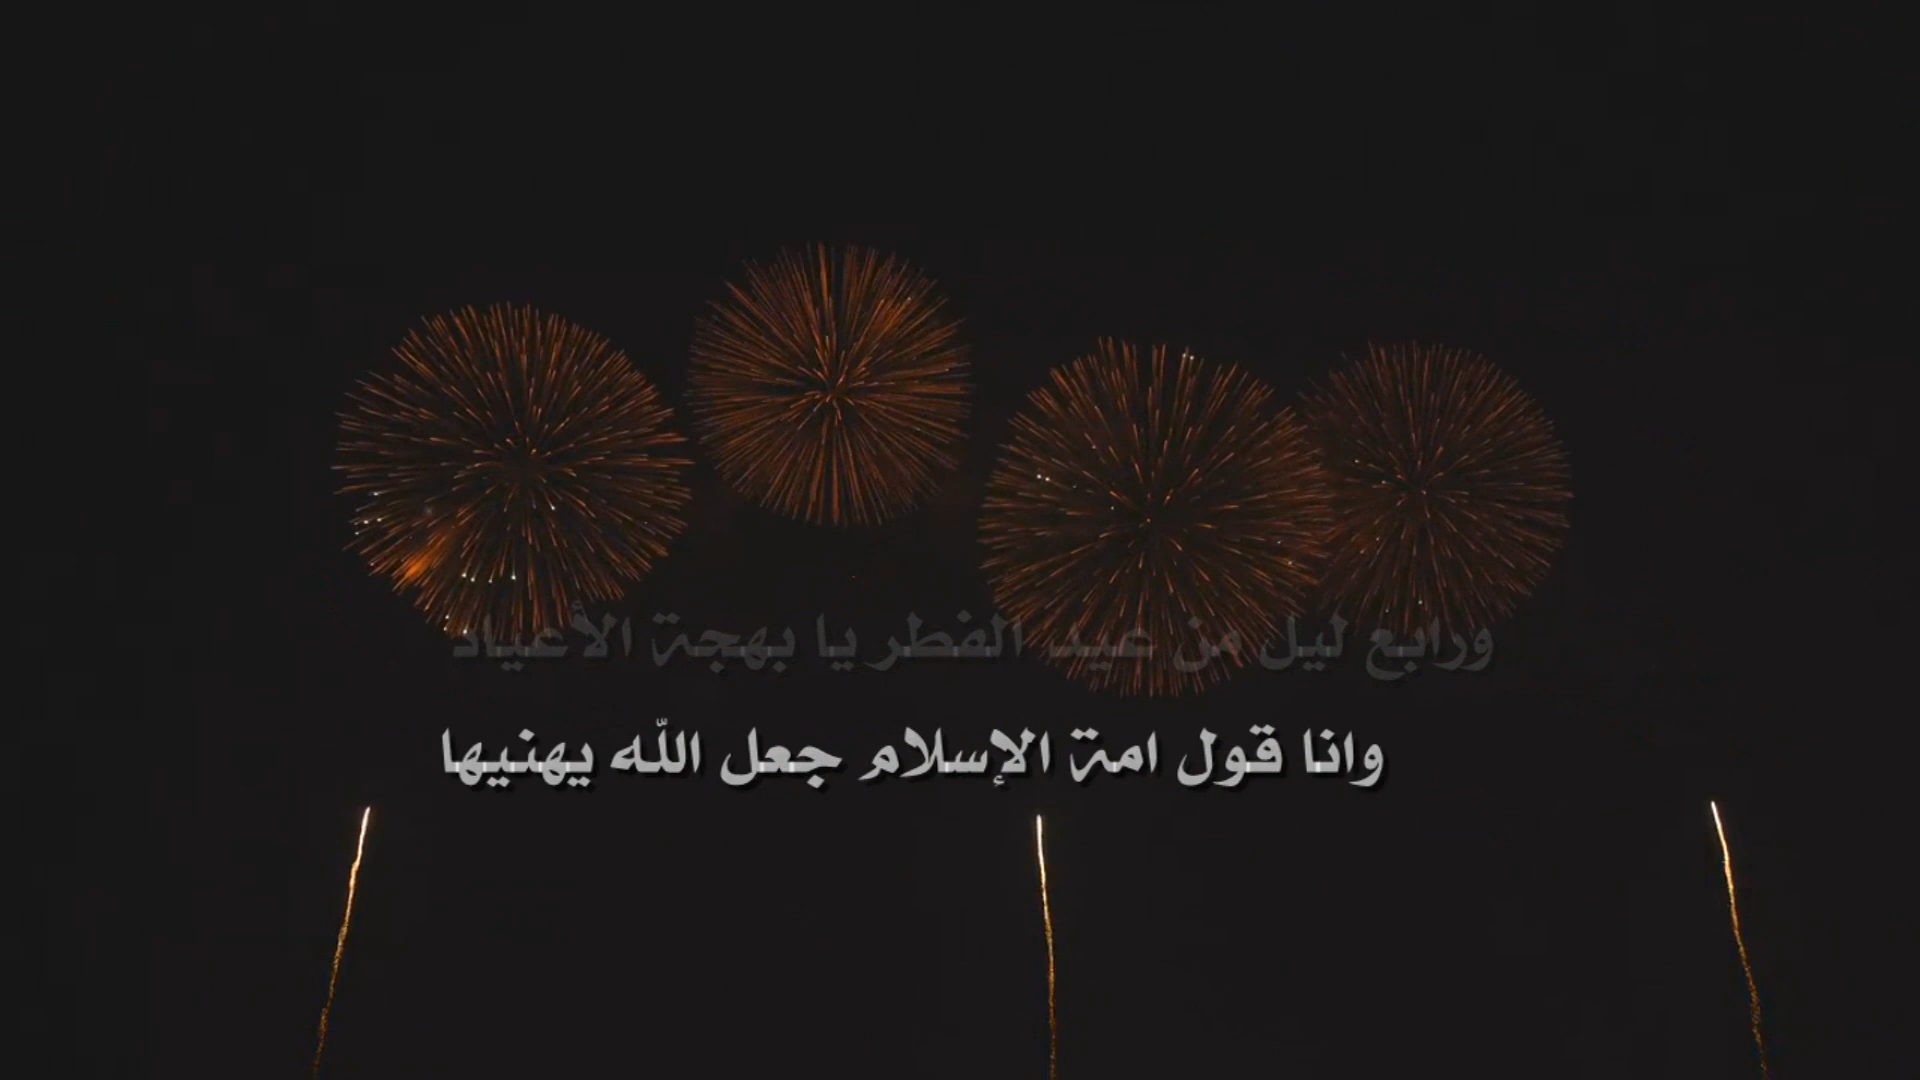 ورابع ليل من عيد الفطر يا بهجة الأعياد
وانا قول امة الإسلام جعل الله يهنيها